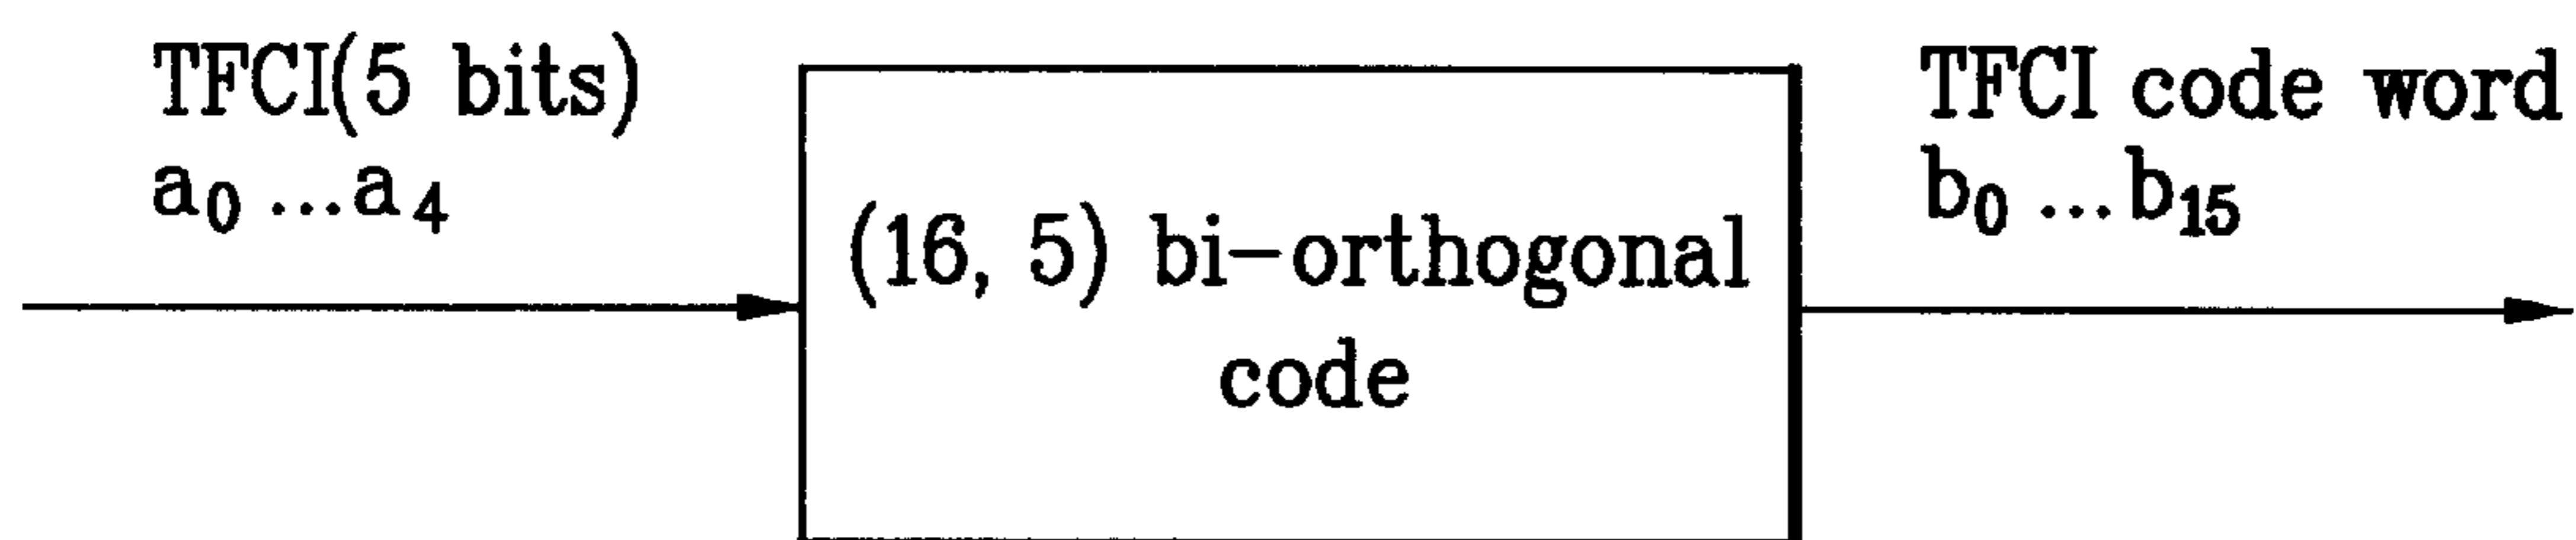 TFCI(5 bits)
a0 ...a4
(16, 5) bi-orthogonal
code
TFCI code word
b0 ...b15